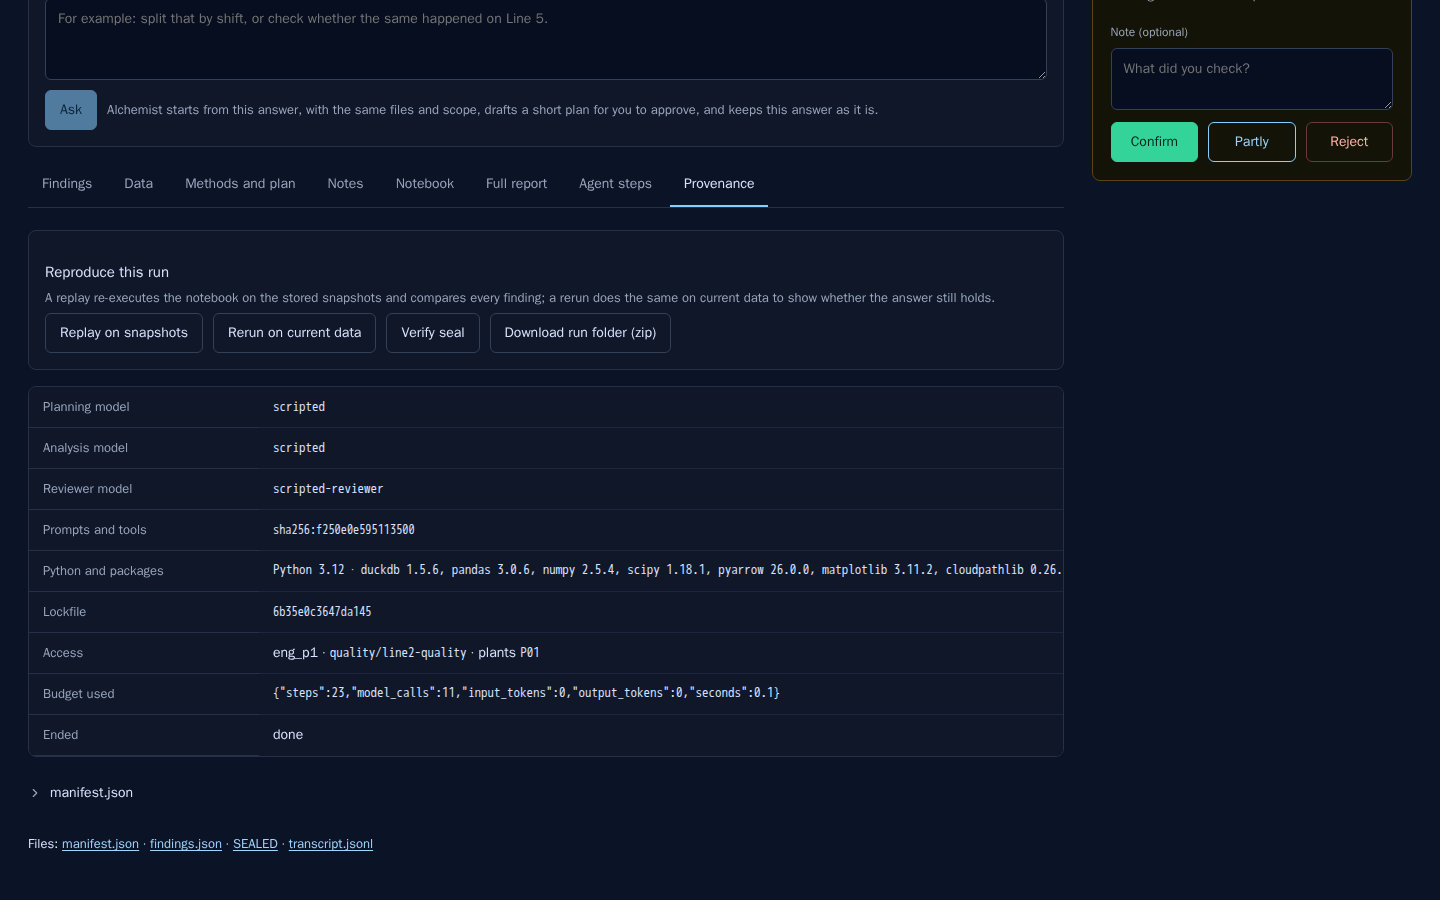 For example: split that by shift, or check whether the same happened on Line 5.
Ask
Alchemist starts from this answer, with the same files and scope, drafts a short plan for you to approve, and keeps this answer as it is.
Note (optional)
What did you check?
Confirm
Partly
Reject
Findings
Data
Methods and plan
Notes
Notebook
Full report
Agent steps
Provenance
Reproduce this run
A replay re-executes the notebook on the stored snapshots and compares every finding; a rerun does the same on current data to show whether the answer still holds.
Replay on snapshots
Rerun on current data
Verify seal
Download run folder (zip)
Planning model scripted
Analysis model scripted
Reviewer model scripted-reviewer
Prompts and tools sha256:f250e0e595113500
Python and packages Python 3.12 · duckdb 1.5.6, pandas 3.0.6, numpy 2.5.4, scipy 1.18.1, pyarrow 26.0.0, matplotlib 3.11.2, cloudpathlib 0.26.
Lockfile 6b35e0c3647da145
Access eng_p1 · quality/line2-quality · plants P01
Budget used {"steps":23,"model_calls":11,"input_tokens":0,"output_tokens":0,"seconds":0.1}
Ended done
manifest.json
Files: manifest.json · findings.json · SEALED · transcript.jsonl